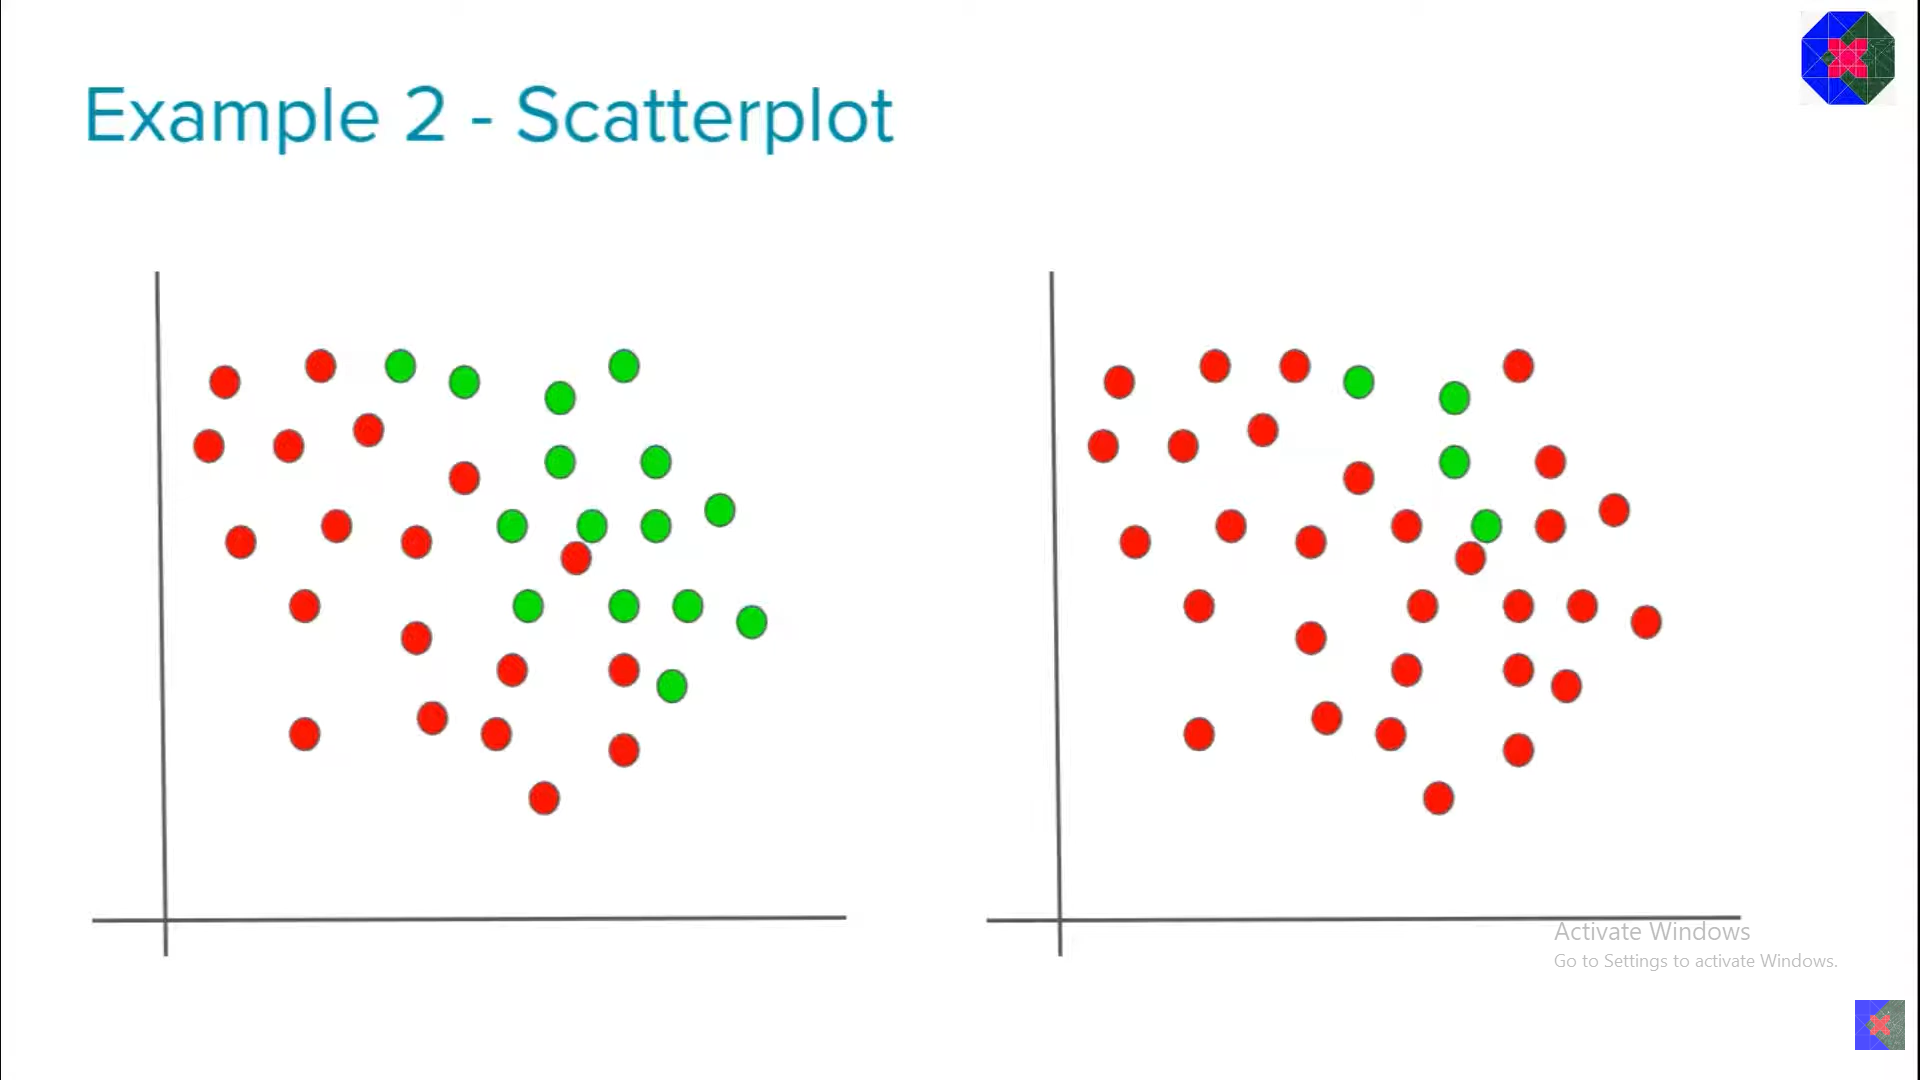 Example 2 - Scatterplot
Activate Windows
Go to Settings to activate Windows.